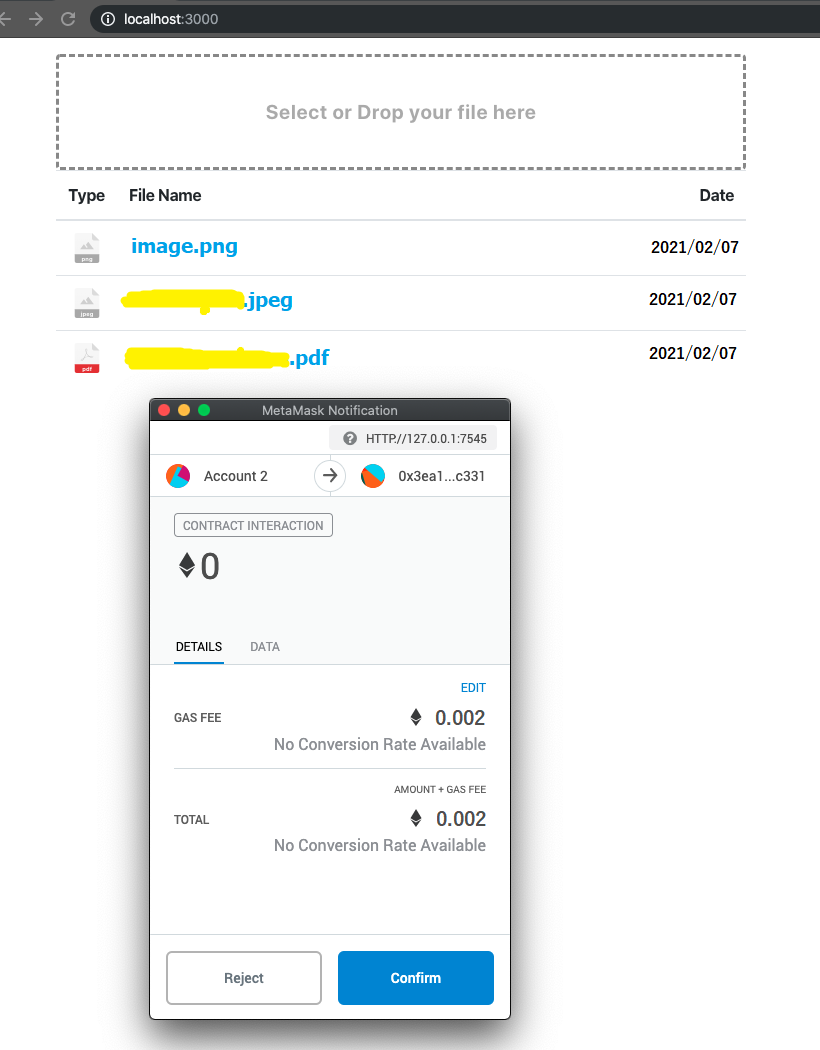 localhost:3000
Select or Drop your file here
Type File Name Date
png image.png 2021/02/07
jpeg .jpeg 2021/02/07
pdf .pdf 2021/02/07
MetaMask Notification
? HTTP://127.0.0.1:7545
Account 2 0x3ea1...c331
CONTRACT INTERACTION
0
DETAILS DATA
EDIT
GAS FEE 0.002
No Conversion Rate Available
AMOUNT + GAS FEE
TOTAL 0.002
No Conversion Rate Available
Reject Confirm